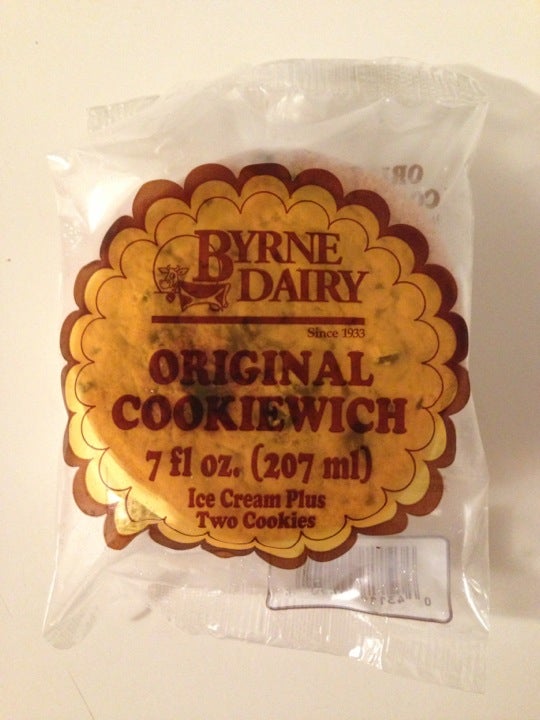 BYRNE
DAIRY
Since 1933
ORIGINAL
COOKIEWICH
7 fl oz. (207 ml)
Ice Cream Plus
Two Cookies